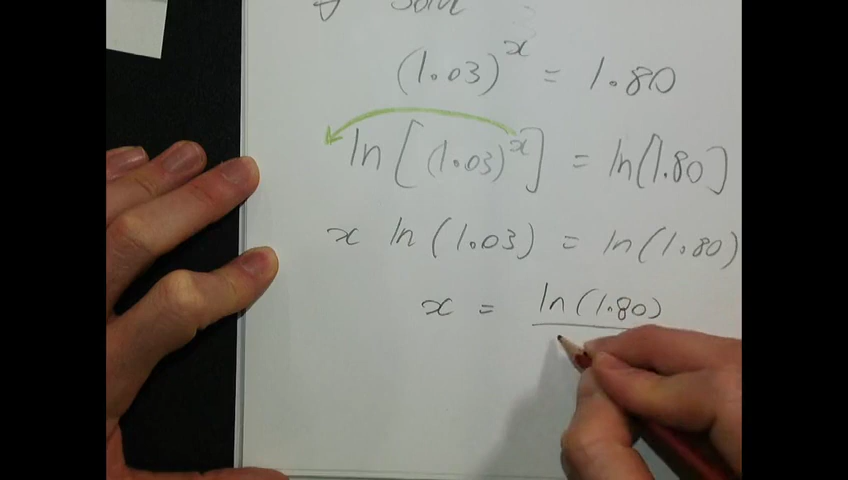 (1.03)^x = 1.80
ln[(1.03)^x] = ln[1.80]
x ln(1.03) = ln(1.80)
x = ln(1.80)